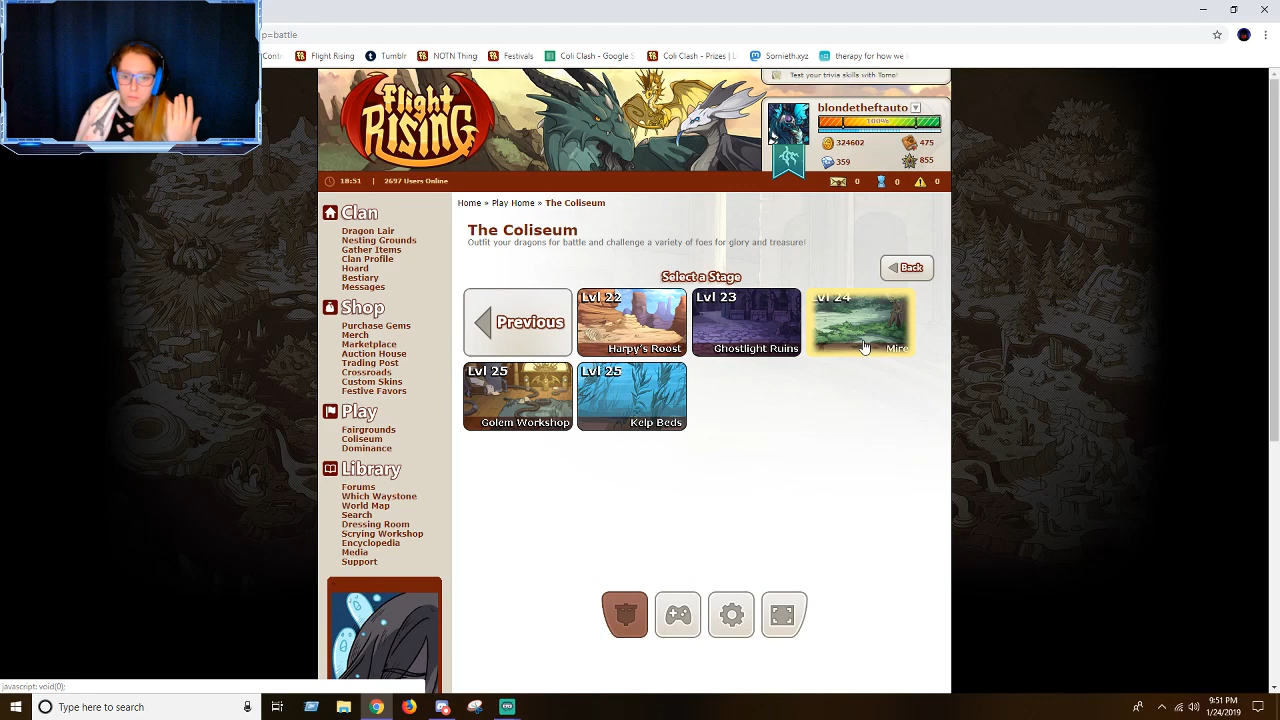 p=battle
Flight Rising
Tumblr
NOTN Thing
Festivals
Coli Clash - Google S
Coli Clash - Prizes | L
Sornieth.xyz
therapy for how we
Test your trivia skills with Tomo!
flight
RISING
blondetheftauto
100%
324602
475
359
855
18:51 | 2697 Users Online
0
0
0
Clan
Dragon Lair
Nesting Grounds
Gather Items
Clan Profile
Hoard
Bestiary
Messages
Shop
Purchase Gems
Merch
Marketplace
Auction House
Trading Post
Crossroads
Custom Skins
Festive Favors
Play
Fairgrounds
Coliseum
Dominance
Library
Forums
Which Waystone
World Map
Search
Dressing Room
Scrying Workshop
Encyclopedia
Media
Support
Home » Play Home » The Coliseum
The Coliseum
Outfit your dragons for battle and challenge a variety of foes for glory and treasure!
Back
Select a Stage
Previous
Lvl 22
Harpy's Roost
Lvl 23
Ghostlight Ruins
Lvl 24
Mire
Lvl 25
Golem Workshop
Lvl 25
Kelp Beds
javascript: void(0);
Type here to search
9:51 PM
1/24/2019